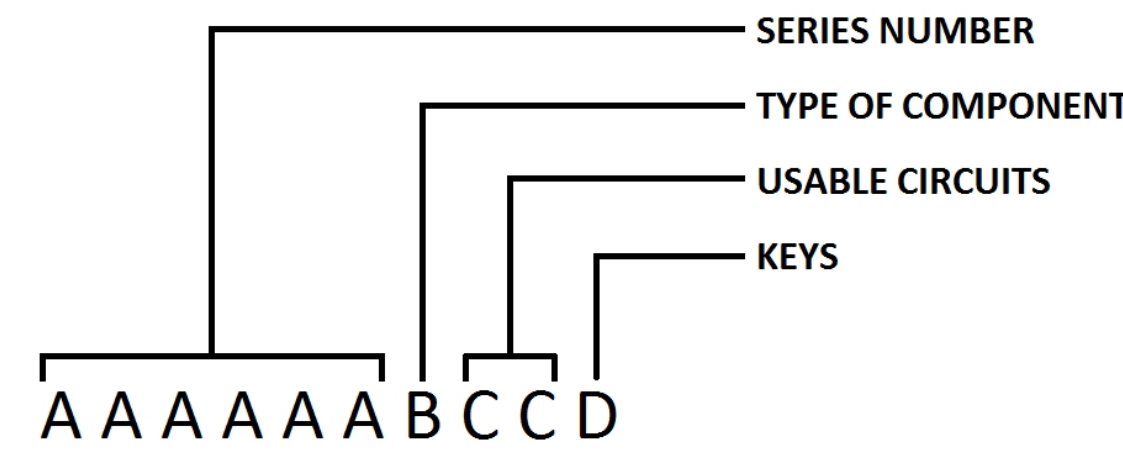 SERIES NUMBER
TYPE OF COMPONENT
USABLE CIRCUITS
KEYS
A A A A A A B C C D